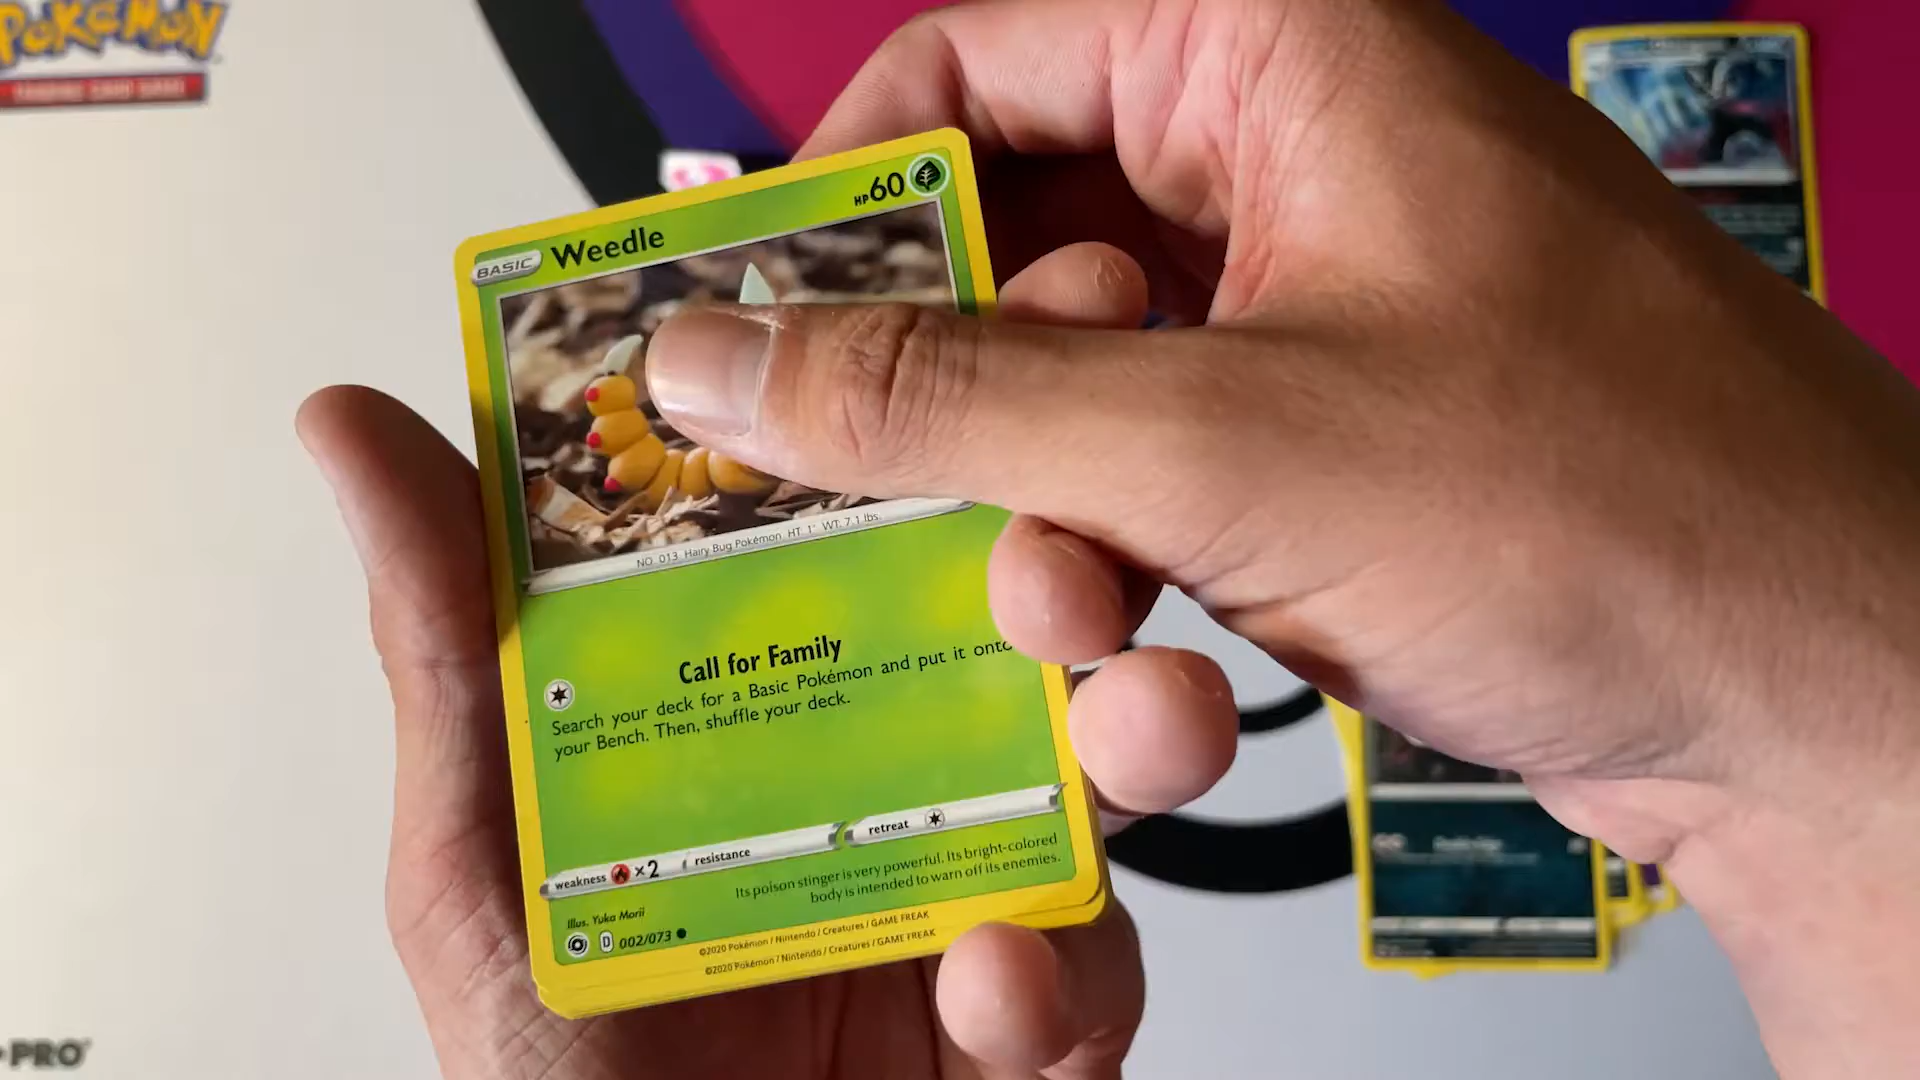 POKÉMON
TRADING CARD GAME
BASIC
Weedle
HP60
NO. 013 Hairy Bug Pokémon HT: 1' WT: 7.1 lbs.
Call for Family
Search your deck for a Basic Pokémon and put it onto
your Bench. Then, shuffle your deck.
weakness ×2 resistance retreat
Its poison stinger is very powerful. Its bright-colored
body is intended to warn off its enemies.
Illus. Yuka Morii
D 002/073
©2020 Pokémon / Nintendo / Creatures / GAME FREAK
©2020 Pokémon / Nintendo / Creatures / GAME FREAK
PRO